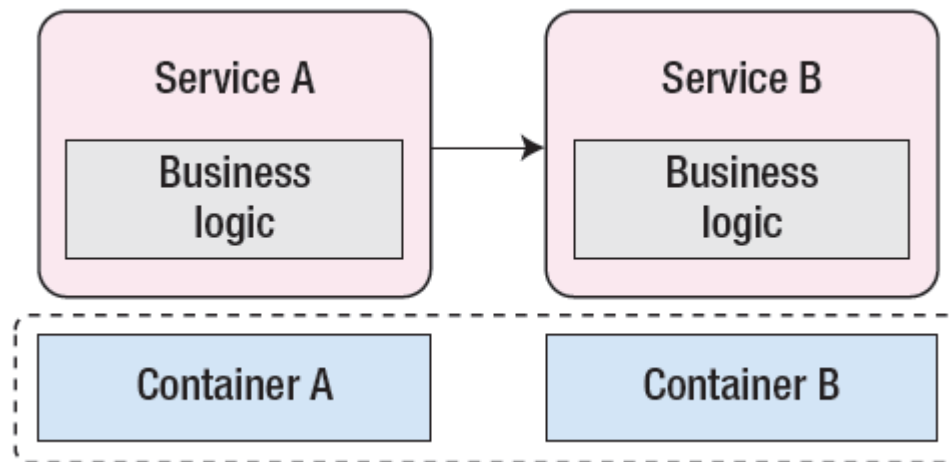 Service A
Business
logic
Service B
Business
logic
Container A
Container B